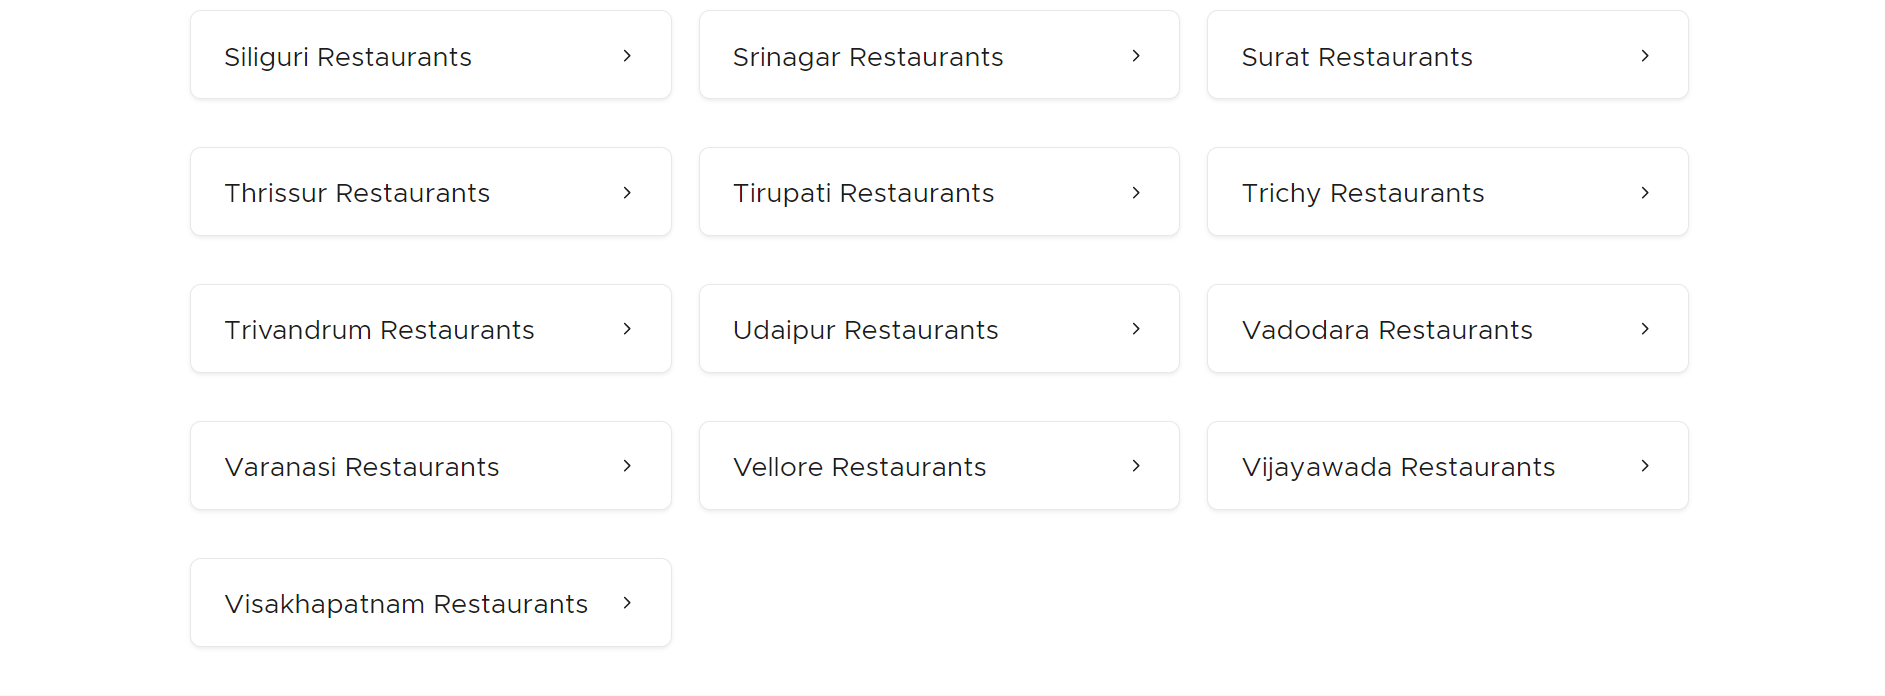 Siliguri Restaurants
Srinagar Restaurants
Surat Restaurants
Thrissur Restaurants
Tirupati Restaurants
Trichy Restaurants
Trivandrum Restaurants
Udaipur Restaurants
Vadodara Restaurants
Varanasi Restaurants
Vellore Restaurants
Vijayawada Restaurants
Visakhapatnam Restaurants